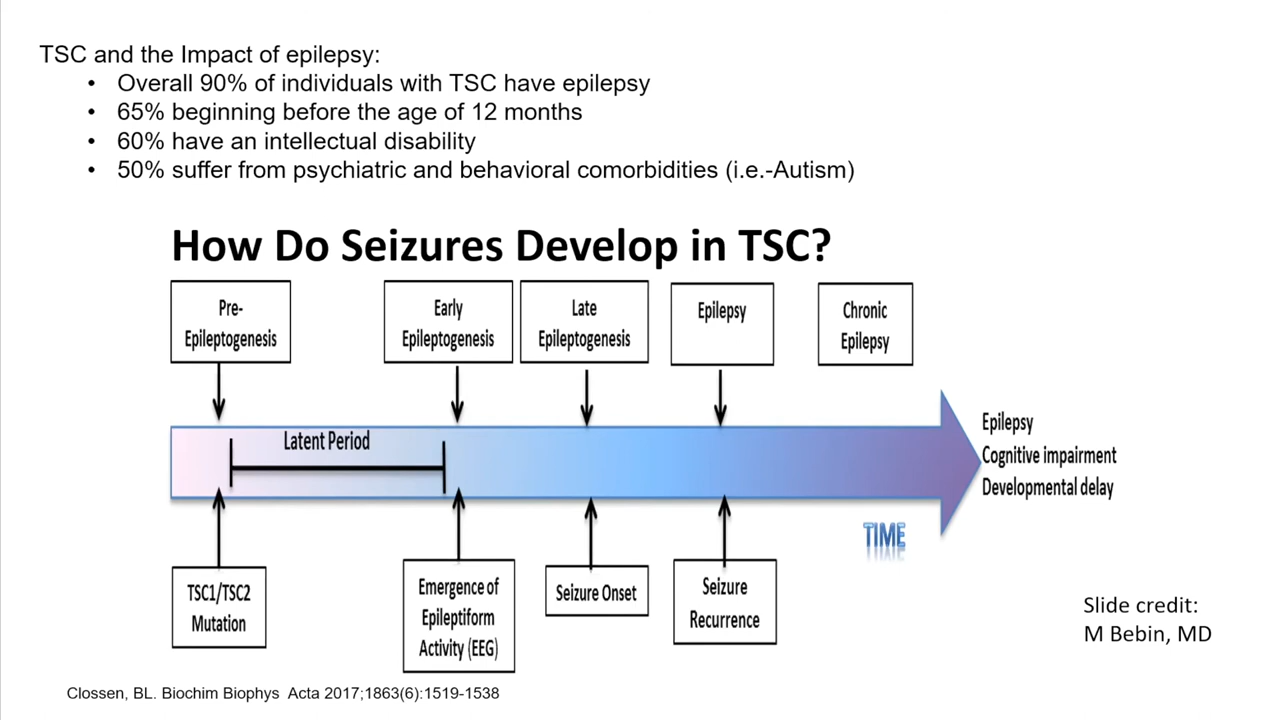 TSC and the Impact of epilepsy:
• Overall 90% of individuals with TSC have epilepsy
• 65% beginning before the age of 12 months
• 60% have an intellectual disability
• 50% suffer from psychiatric and behavioral comorbidities (i.e.-Autism)
How Do Seizures Develop in TSC?
Pre-
Epileptogenesis
Early
Epileptogenesis
Late
Epileptogenesis
Epilepsy
Chronic
Epilepsy
Latent Period
Epilepsy
Cognitive impairment
Developmental delay
TIME
TSC1/TSC2
Mutation
Emergence of
Epileptiform
Activity (EEG)
Seizure Onset
Seizure
Recurrence
Slide credit:
M Bebin, MD
Clossen, BL. Biochim Biophys Acta 2017;1863(6):1519-1538